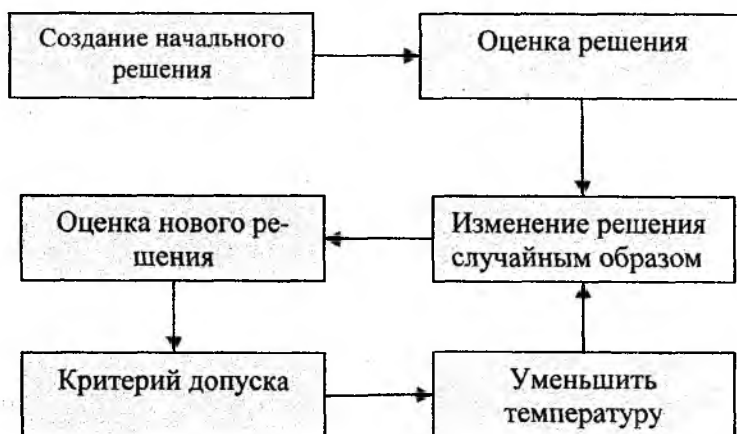 Создание начального
решения
Оценка решения
Оценка нового ре-
шения
Изменение решения
случайным образом
Критерий допуска
Уменьшить
температуру